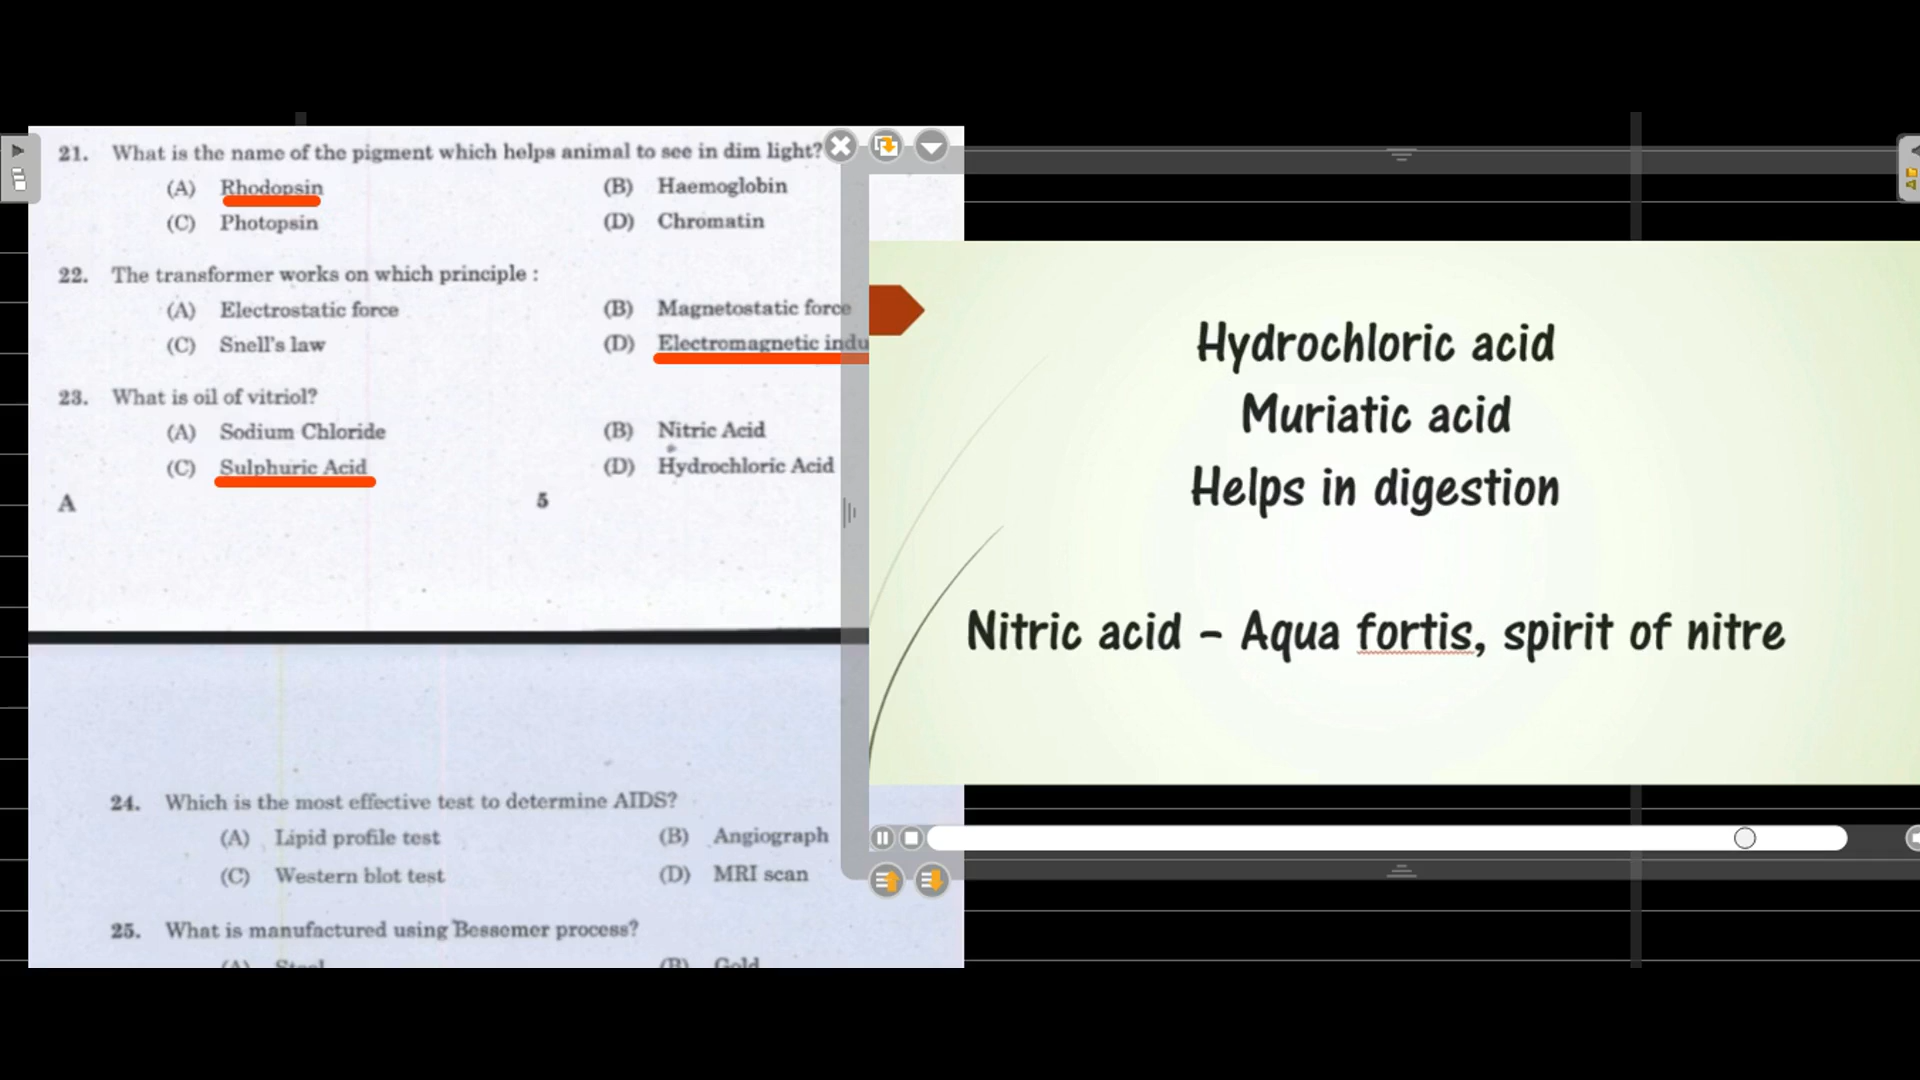 21. What is the name of the pigment which helps animal to see in dim light?
(A) Rhodopsin (B) Haemoglobin
(C) Photopsin (D) Chromatin
22. The transformer works on which principle :
(A) Electrostatic force (B) Magnetostatic force
(C) Snell's law (D) Electromagnetic indu
23. What is oil of vitriol?
(A) Sodium Chloride (B) Nitric Acid
(C) Sulphuric Acid (D) Hydrochloric Acid
A 5
24. Which is the most effective test to determine AIDS?
(A) Lipid profile test (B) Angiograph
(C) Western blot test (D) MRI scan
25. What is manufactured using Bessemer process?
(A) Steel (B) Gold
Hydrochloric acid
Muriatic acid
Helps in digestion
Nitric acid – Aqua fortis, spirit of nitre